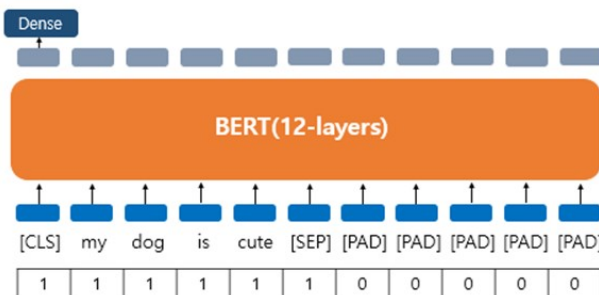 Dense
BERT(12-layers)
[CLS] my dog is cute [SEP] [PAD] [PAD] [PAD] [PAD] [PAD]
1 1 1 1 1 1 0 0 0 0 0